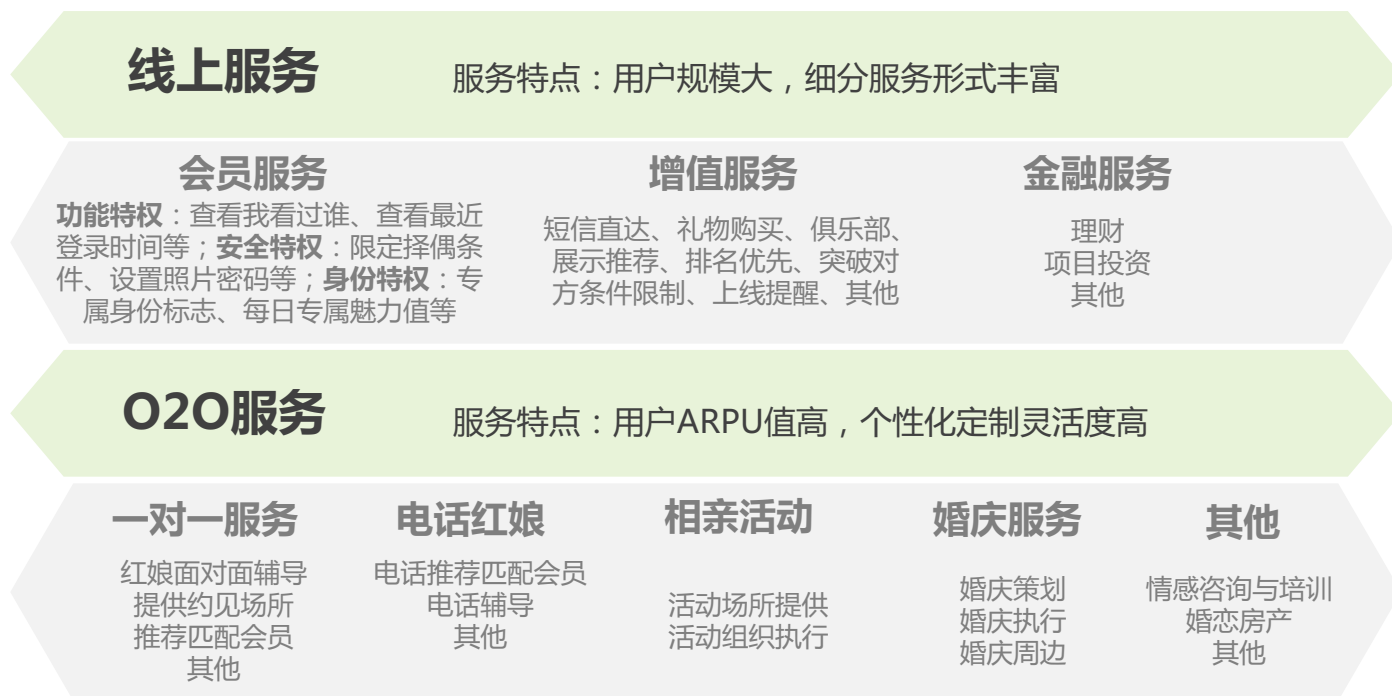 线上服务
服务特点：用户规模大，细分服务形式丰富
会员服务
功能特权：查看我看过谁、查看最近
登录时间等；安全特权：限定择偶条
件、设置照片密码等；身份特权：专
属身份标志、每日专属魅力值等
增值服务
短信直达、礼物购买、俱乐部、
展示推荐、排名优先、突破对
方条件限制、上线提醒、其他
金融服务
理财
项目投资
其他
O2O服务
服务特点：用户ARPU值高，个性化定制灵活度高
一对一服务
红娘面对面辅导
提供约见场所
推荐匹配会员
其他
电话红娘
电话推荐匹配会员
电话辅导
其他
相亲活动
活动场所提供
活动组织执行
婚庆服务
婚庆策划
婚庆执行
婚庆周边
其他
情感咨询与培训
婚恋房产
其他